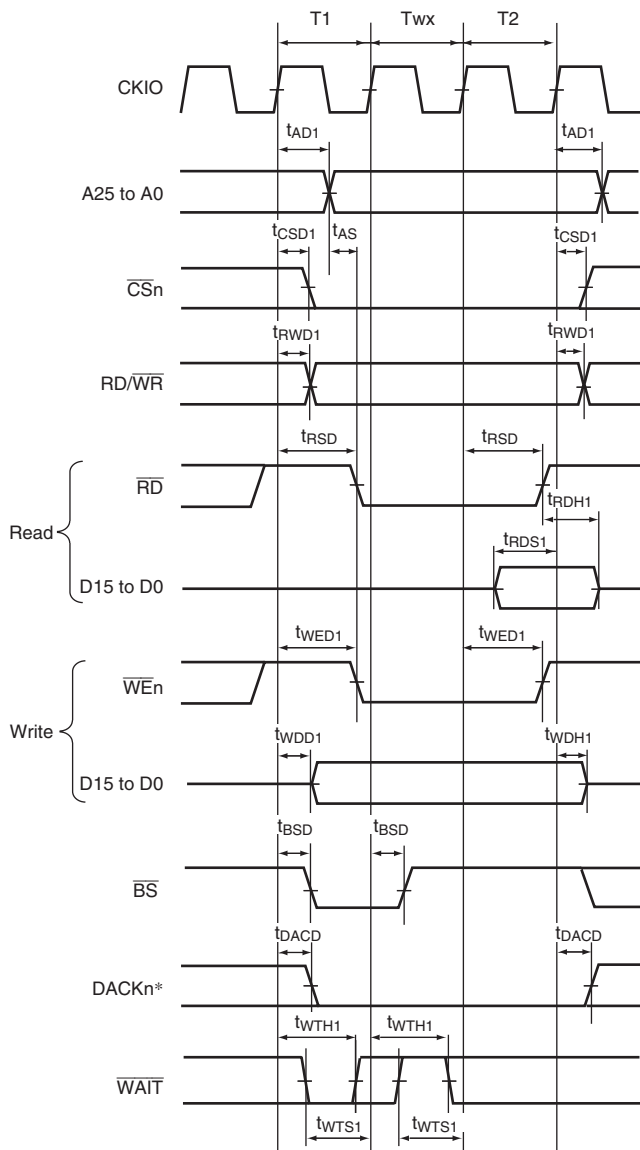 T1 Twx T2
CKIO
tAD1 tAD1
A25 to A0
tCSD1 tAS tCSD1
CSn
tRWD1 tRWD1
RD/WR
tRSD tRSD
RD
tRDH1
Read
tRDS1
D15 to D0
tWED1 tWED1
WEn
Write
tWDD1 tWDH1
D15 to D0
tBSD tBSD
BS
tDACD tDACD
DACKn*
tWTH1 tWTH1
WAIT
tWTS1 tWTS1